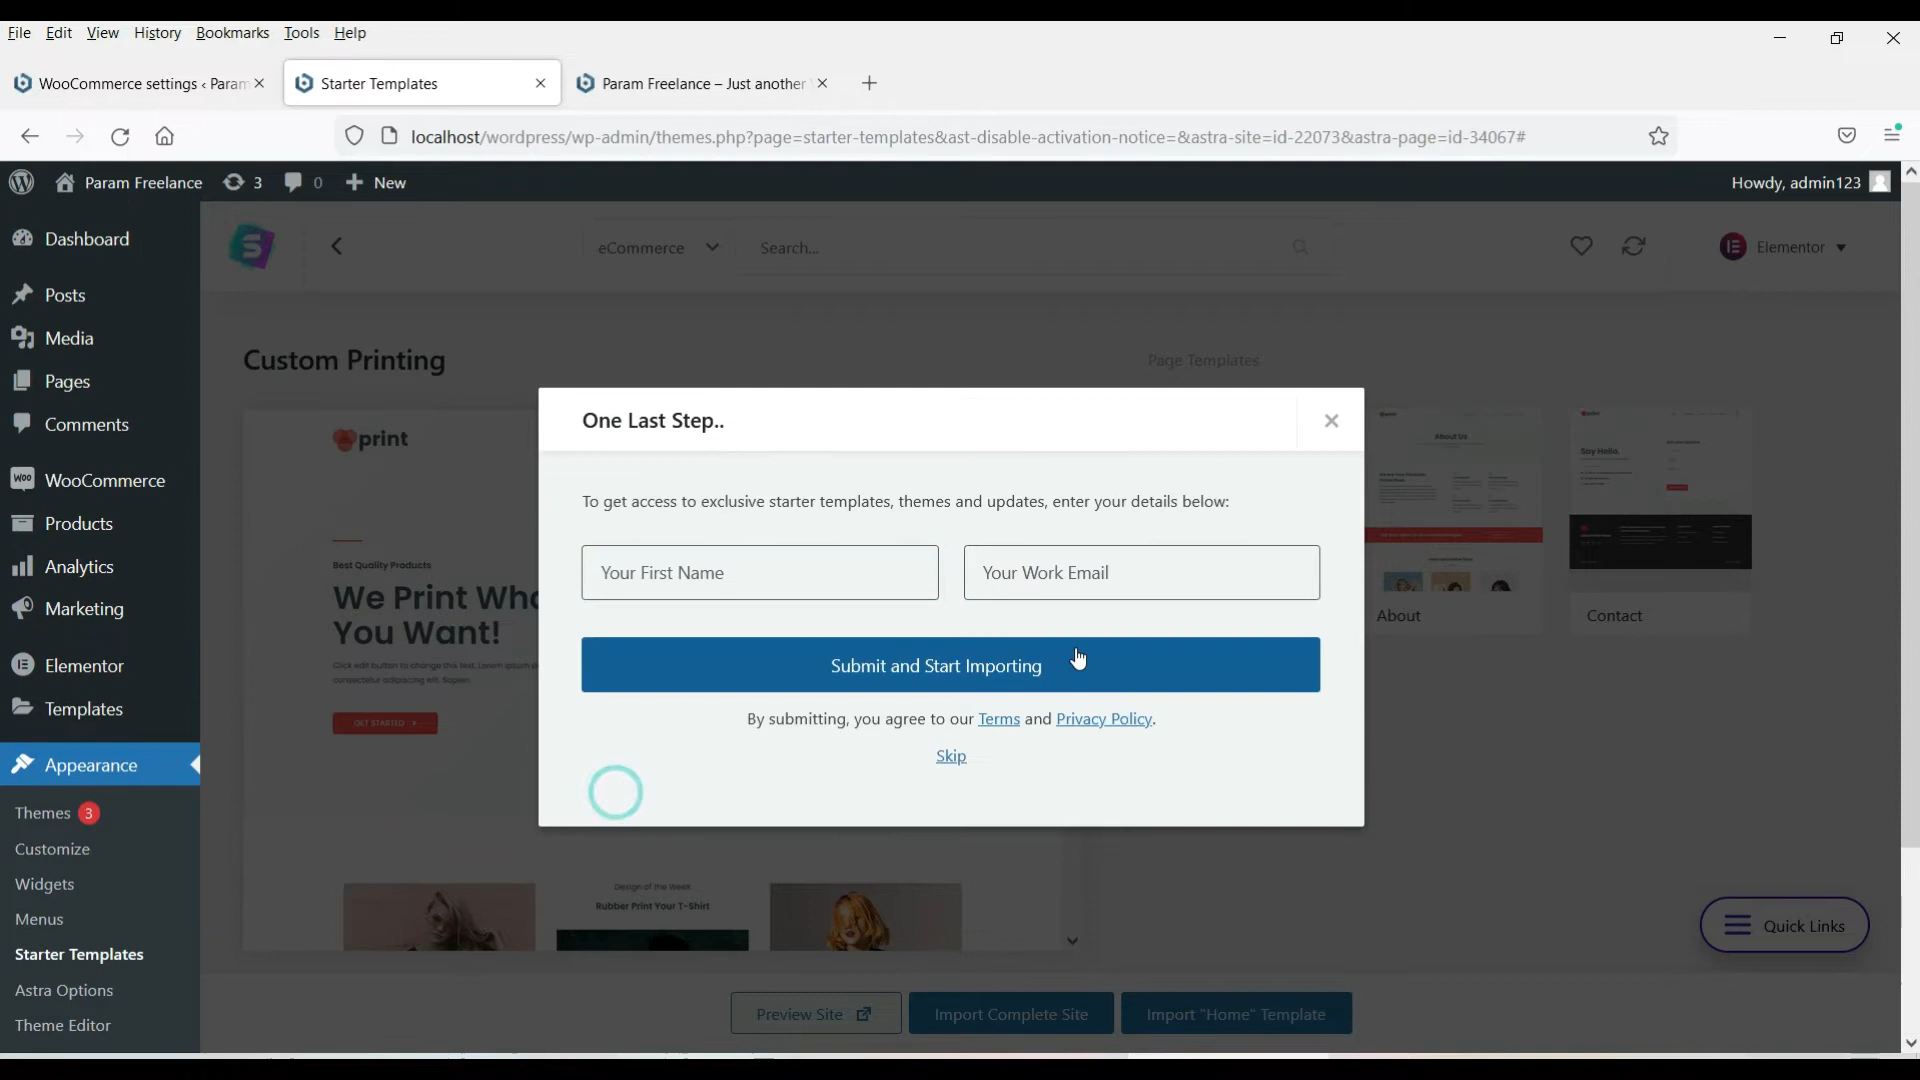 File Edit View History Bookmarks Tools Help
WooCommerce settings ‹ Param
Starter Templates
Param Freelance – Just another
localhost/wordpress/wp-admin/themes.php?page=starter-templates&ast-disable-activation-notice=&astra-site=id-22073&astra-page=id-34067#
Param Freelance 3 0 New
Howdy, admin123
Dashboard
Posts
Media
Pages
Comments
WooCommerce
Products
Analytics
Marketing
Elementor
Templates
Appearance
Themes 3
Customize
Widgets
Menus
Starter Templates
Astra Options
Theme Editor
eCommerce
Search...
Elementor
Custom Printing
Page Templates
print
Best Quality Products
We Print Wh
You Want!
Click edit button to change this text. Lorem ipsum
consectetur adipiscing elit.
GET STARTED
Design of the Week
Rubber Print Your T-Shirt
One Last Step..
To get access to exclusive starter templates, themes and updates, enter your details below:
Your First Name
Your Work Email
Submit and Start Importing
By submitting, you agree to our Terms and Privacy Policy.
Skip
About Us
About
Say Hello.
Contact
Quick Links
Preview Site
Import Complete Site
Import "Home" Template